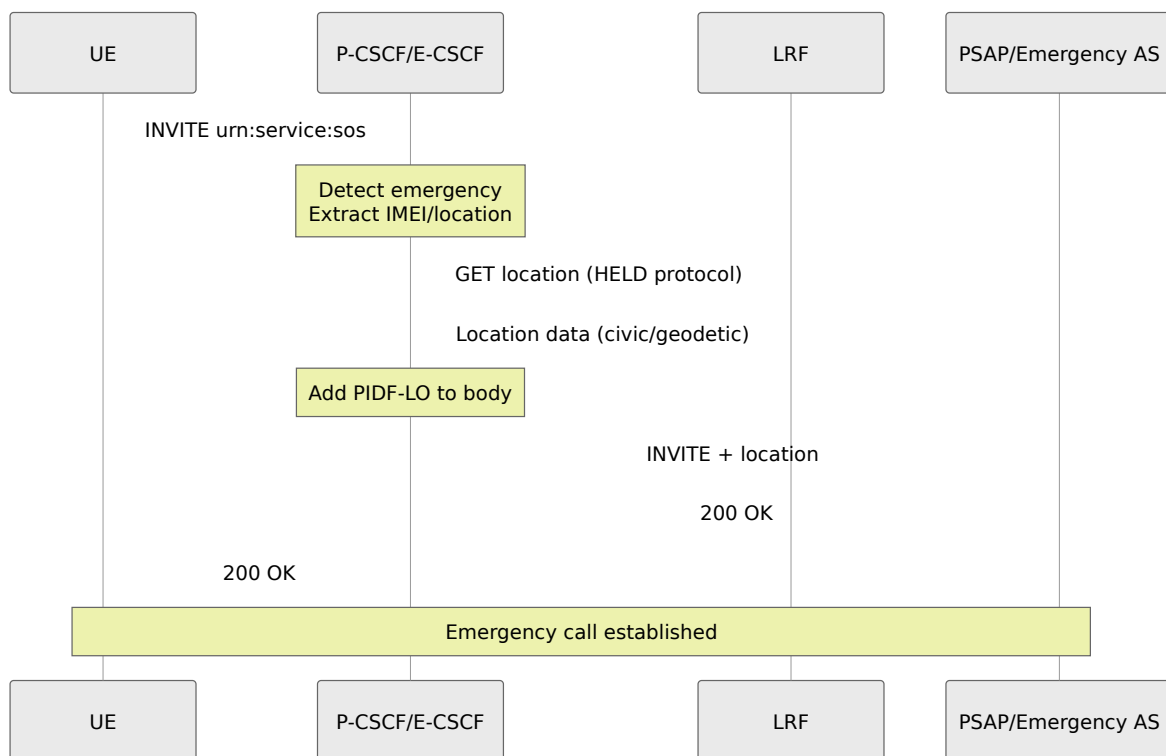 UE
P-CSCF/E-CSCF
LRF
PSAP/Emergency AS
INVITE urn:service:sos
Detect emergency
Extract IMEI/location
GET location (HELD protocol)
Location data (civic/geodetic)
Add PIDF-LO to body
INVITE + location
200 OK
200 OK
Emergency call established
UE
P-CSCF/E-CSCF
LRF
PSAP/Emergency AS